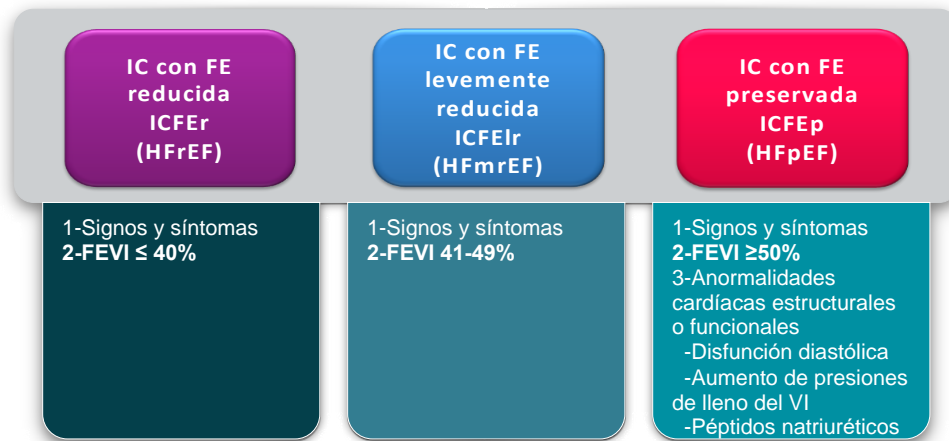 IC con FE
reducida
ICFEr
(HFrEF)
IC con FE
levemente
reducida
ICFElr
(HFmrEF)
IC con FE
preservada
ICFEp
(HFpEF)
1-Signos y síntomas
2-FEVI ≤ 40%
1-Signos y síntomas
2-FEVI 41-49%
1-Signos y síntomas
2-FEVI ≥50%
3-Anormalidades
cardíacas estructurales
o funcionales
-Disfunción diastólica
-Aumento de presiones
de lleno del VI
-Péptidos natriuréticos